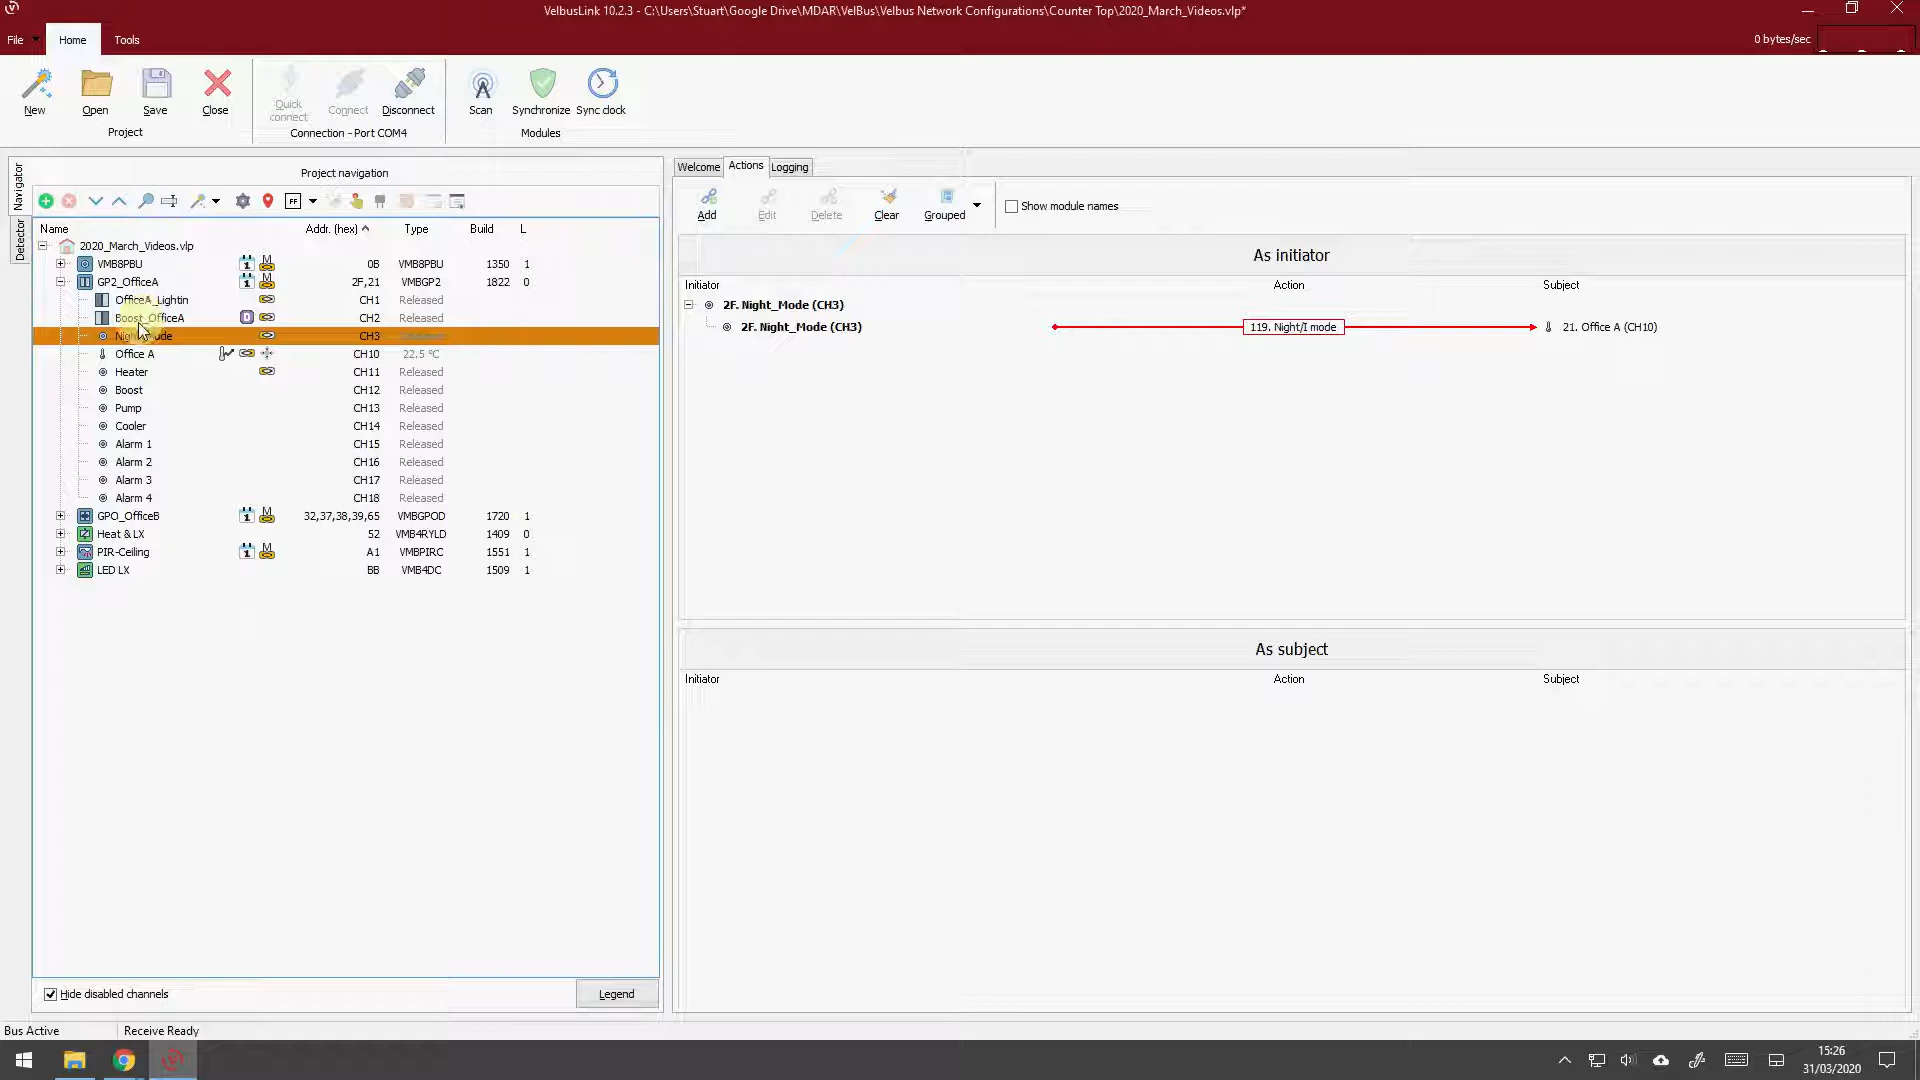 VelbusLink 10.2.3 - C:\Users\Stuart\Google Drive\MDAR\VelBus\Velbus Network Configurations\Counter Top\2020_March_Videos.vlp*
File Home Tools 0 bytes/sec
New Open Save Close Quick connect Connect Disconnect Scan Synchronize Sync clock
Project Connection - Port COM4 Modules
Navigator
Detector
Project navigation
FF
Name Addr. (hex) Type Build L
2020_March_Videos.vlp
VMB8PBU 0B VMB8PBU 1350 1
GP2_OfficeA 2F,21 VMBGP2 1822 0
OfficeA_Lightin CH1 Released
Boost_OfficeA CH2 Released
Night_Mode CH3
Office A CH10 22,5 °C
Heater CH11 Released
Boost CH12 Released
Pump CH13 Released
Cooler CH14 Released
Alarm 1 CH15 Released
Alarm 2 CH16 Released
Alarm 3 CH17 Released
Alarm 4 CH18 Released
GPO_OfficeB 32,37,38,39,65 VMBGPOD 1720 1
Heat & LX 52 VMB4RYLD 1409 0
PIR-Ceiling A1 VMBPIRC 1551 1
LED LX BB VMB4DC 1509 1
Hide disabled channels Legend
Welcome Actions Logging
Add Edit Delete Clear Grouped Show module names
As initiator
Initiator Action Subject
2F. Night_Mode (CH3)
2F. Night_Mode (CH3) 119. Night/I mode 21. Office A (CH10)
As subject
Initiator Action Subject
Bus Active Receive Ready
15:26
31/03/2020